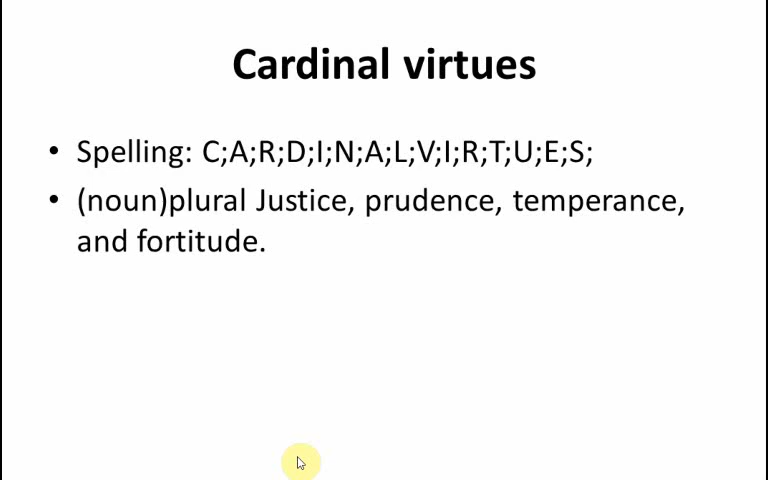 Cardinal virtues
• Spelling: C;A;R;D;I;N;A;L;V;I;R;T;U;E;S;
• (noun)plural Justice, prudence, temperance,
and fortitude.